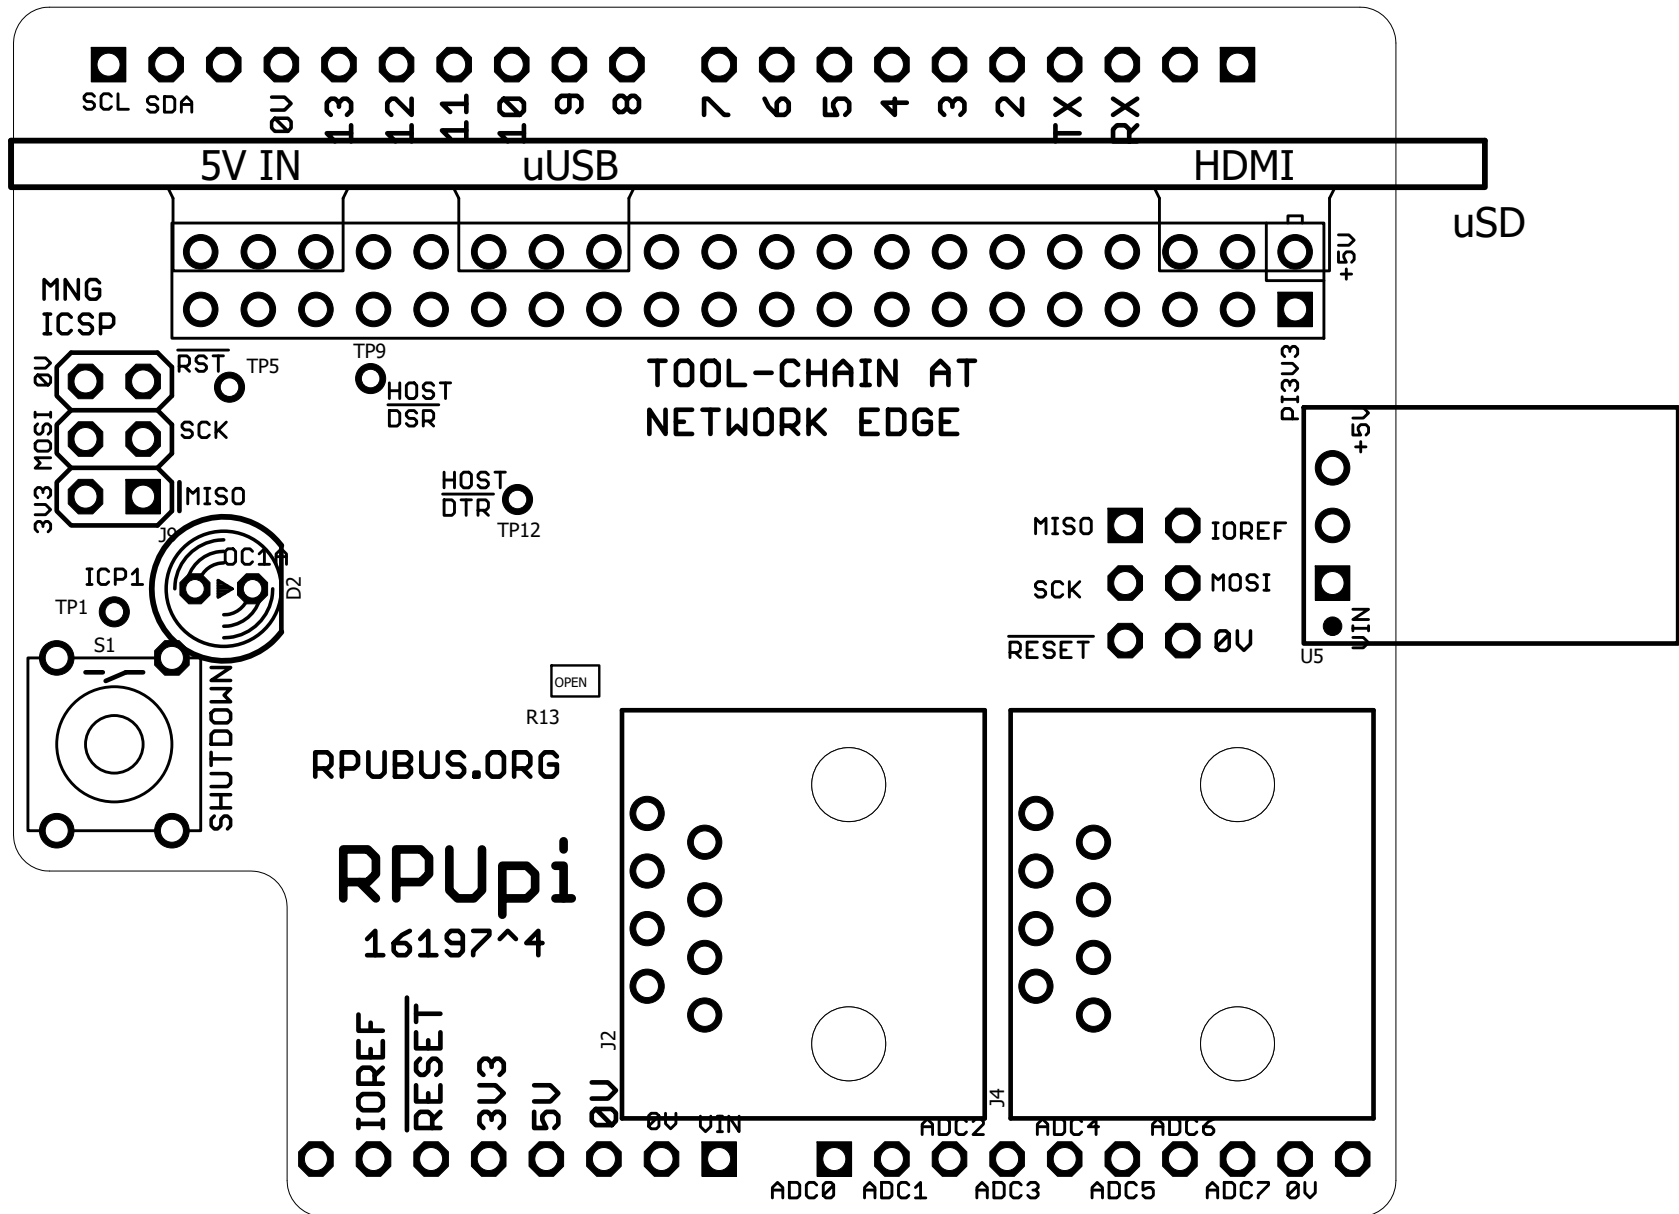 SCL SDA 0V 13 12 11 10 9 8 7 6 5 4 3 2 TX RX
5V IN uUSB HDMI
uSD
+5V
MNG
ICSP
0V
RST
TP5
TP9
HOST
DSR
TOOL-CHAIN AT
NETWORK EDGE
PI3V3
+5V
MOSI
SCK
3V3
MISO
J9
HOST
DTR
TP12
MISO IOREF
SCK MOSI
RESET 0V
VIN
U5
OC1A
D2
ICP1
TP1
S1
SHUTDOWN
OPEN
R13
RPUBUS.ORG
RPUpi
16197^4
J2
J4
IOREF
RESET
3V3
5V
0V
0V VIN
ADC2 ADC4 ADC6
ADC0 ADC1 ADC3 ADC5 ADC7 0V